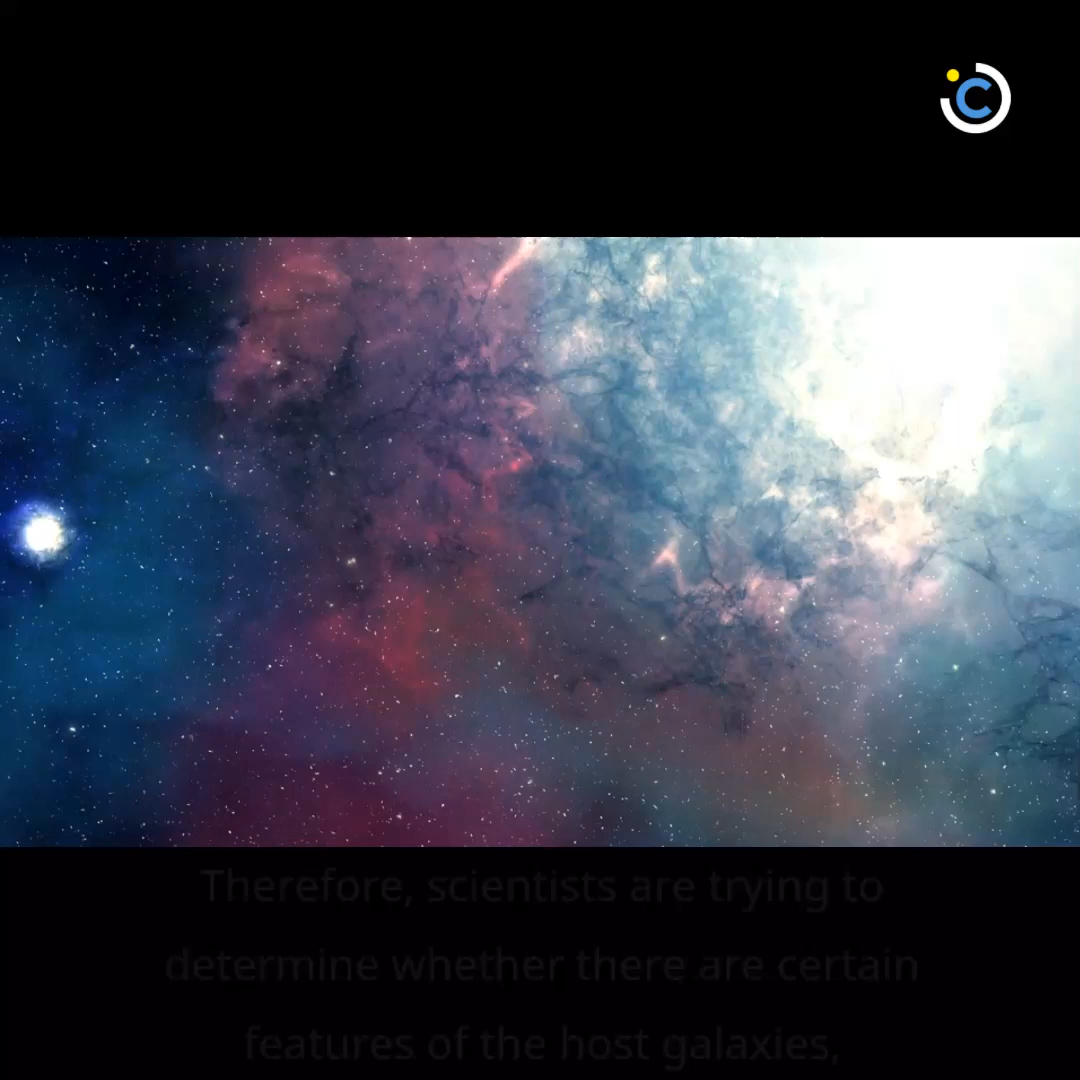 C
Therefore, scientists are trying to
determine whether there are certain
features of the host galaxies,